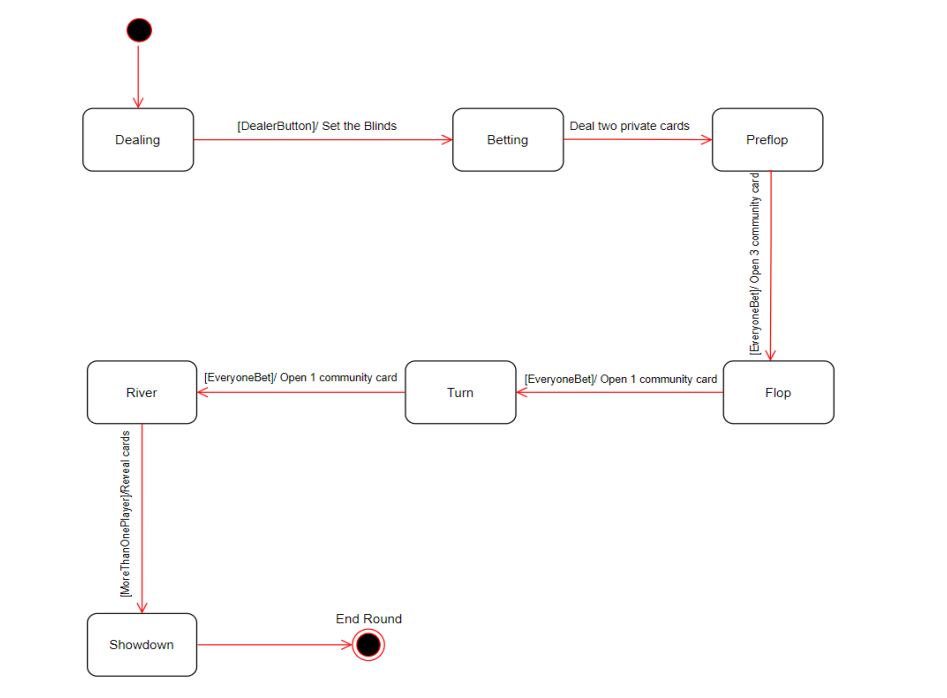 Dealing
[DealerButton]/ Set the Blinds
Betting
Deal two private cards
Preflop
[EveryoneBet]/ Open 3 community card
Flop
[EveryoneBet]/ Open 1 community card
Turn
[EveryoneBet]/ Open 1 community card
River
[MoreThanOnePlayer]/Reveal cards
Showdown
End Round